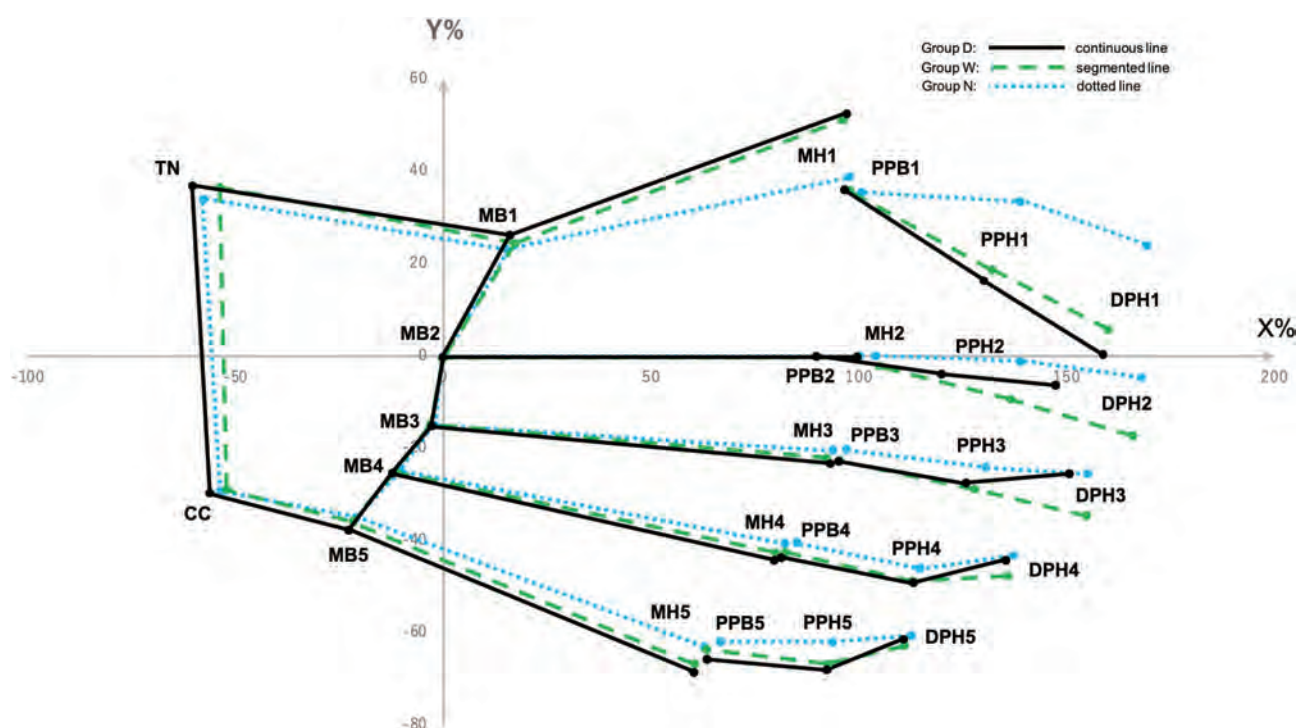 Y%
Group D: continuous line
Group W: segmented line
Group N: dotted line
60
TN
40
MH1 PPB1
MB1
20
PPH1
DPH1
MB2
0
X%
MH2 PPH2
-100 -50 0 50 100 150 200
PPB2
DPH2
MB3
MH3 PPB3 PPH3
MB4
DPH3
CC
MB5
-40
MH4 PPB4
PPH4
DPH4
MH5 PPB5 PPH5
DPH5
-60
-80